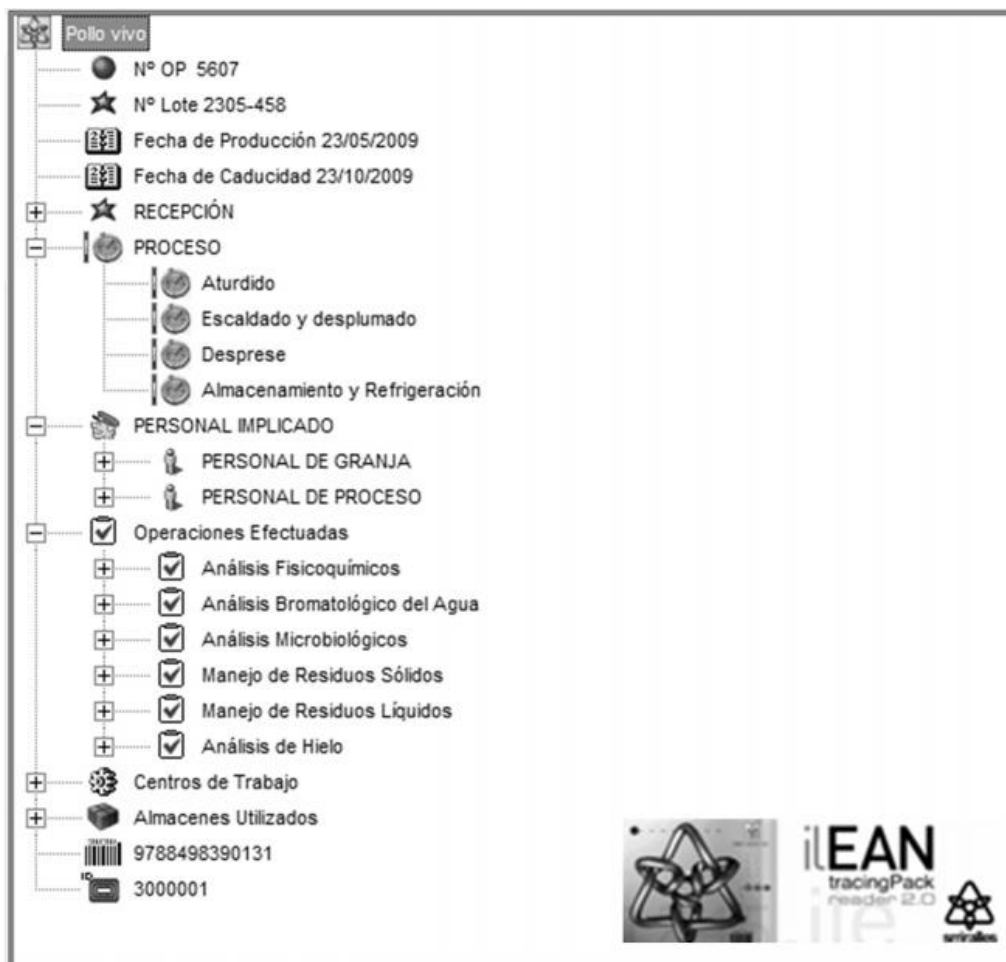 Pollo vivo
Nº OP 5607
Nº Lote 2305-458
Fecha de Producción 23/05/2009
Fecha de Caducidad 23/10/2009
RECEPCIÓN
PROCESO
Aturdido
Escaldado y desplumado
Desprese
Almacenamiento y Refrigeración
PERSONAL IMPLICADO
PERSONAL DE GRANJA
PERSONAL DE PROCESO
Operaciones Efectuadas
Análisis Fisicoquímicos
Análisis Bromatológico del Agua
Análisis Microbiológicos
Manejo de Residuos Sólidos
Manejo de Residuos Líquidos
Análisis de Hielo
Centros de Trabajo
Almacenes Utilizados
9788498390131
ID
3000001
ilEAN
tracingPack
reader 2.0
smiralles